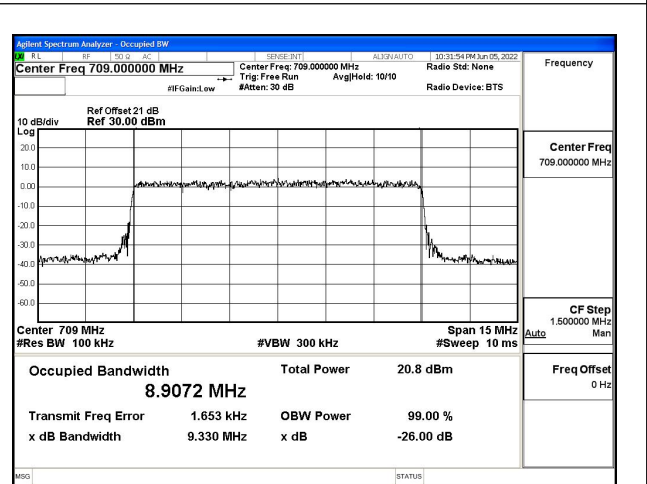 Agilent Spectrum Analyzer - Occupied BW
RL RF 50 Ω AC SENSE:INT ALIGNAUTO 10:31:54 PM Jun 05, 2022
Center Freq 709.000000 MHz Center Freq: 709.000000 MHz Radio Std: None Frequency
Trig: Free Run Avg|Hold: 10/10
#IFGain:Low #Atten: 30 dB Radio Device: BTS
Ref Offset 21 dB
10 dB/div Ref 30.00 dBm
Log
20.0
10.0
0.00
-10.0
-20.0
-30.0
-40.0
-50.0
-60.0
Center Freq
709.000000 MHz
CF Step
1.500000 MHz
Auto Man
Center 709 MHz Span 15 MHz
#Res BW 100 kHz #VBW 300 kHz #Sweep 10 ms
Occupied Bandwidth Total Power 20.8 dBm
8.9072 MHz
Transmit Freq Error 1.653 kHz OBW Power 99.00 %
x dB Bandwidth 9.330 MHz x dB -26.00 dB
Freq Offset
0 Hz
MSG STATUS